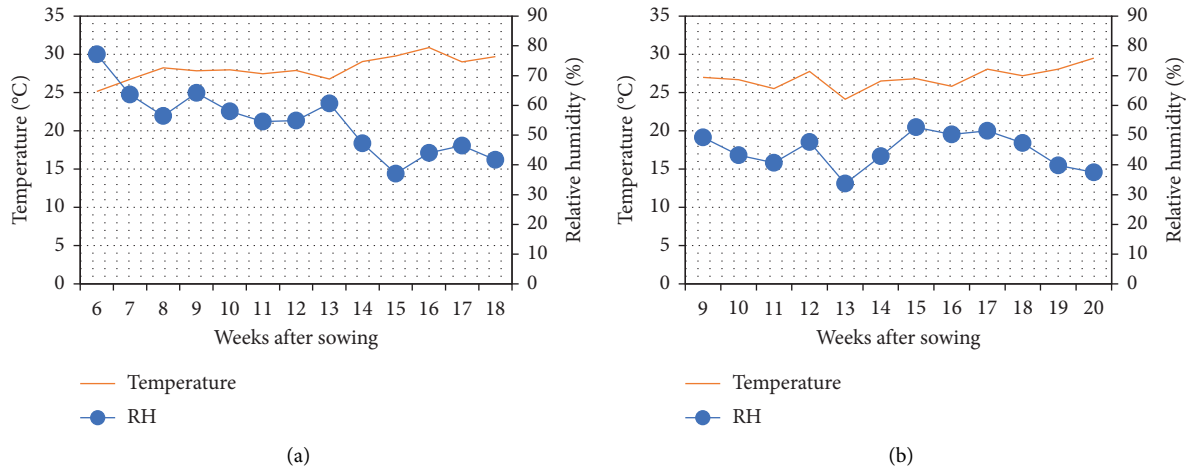 35
30
25
20
15
10
5
0
Temperature (°C)
90
80
70
60
50
40
30
20
10
0
Relative humidity (%)
6 7 8 9 10 11 12 13 14 15 16 17 18
Weeks after sowing
Temperature
RH
(a)
35
30
25
20
15
10
5
0
Temperature (°C)
90
80
70
60
50
40
30
20
10
0
Relative humidity (%)
9 10 11 12 13 14 15 16 17 18 19 20
Weeks after sowing
Temperature
RH
(b)